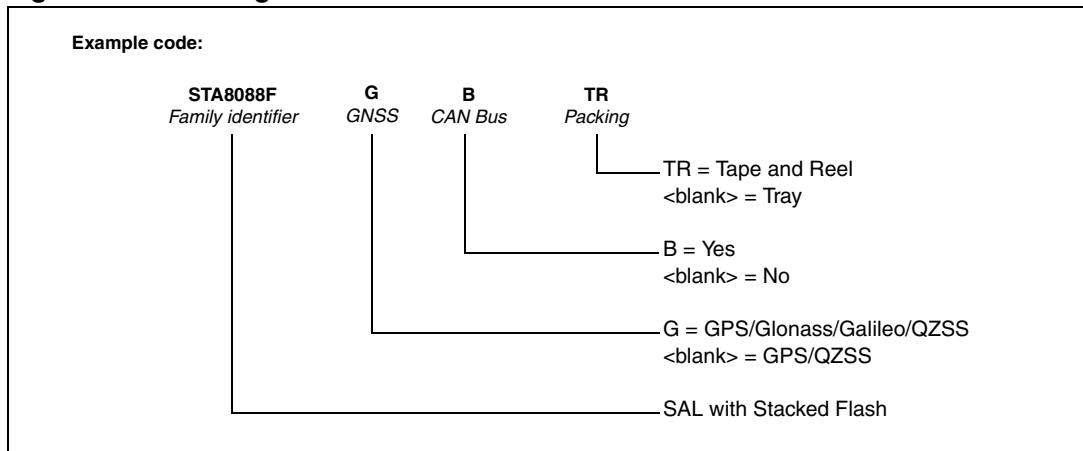 Example code:
STA8088F G B TR
Family identifier GNSS CAN Bus Packing
TR = Tape and Reel
<blank> = Tray
B = Yes
<blank> = No
G = GPS/Glonass/Galileo/QZSS
<blank> = GPS/QZSS
SAL with Stacked Flash